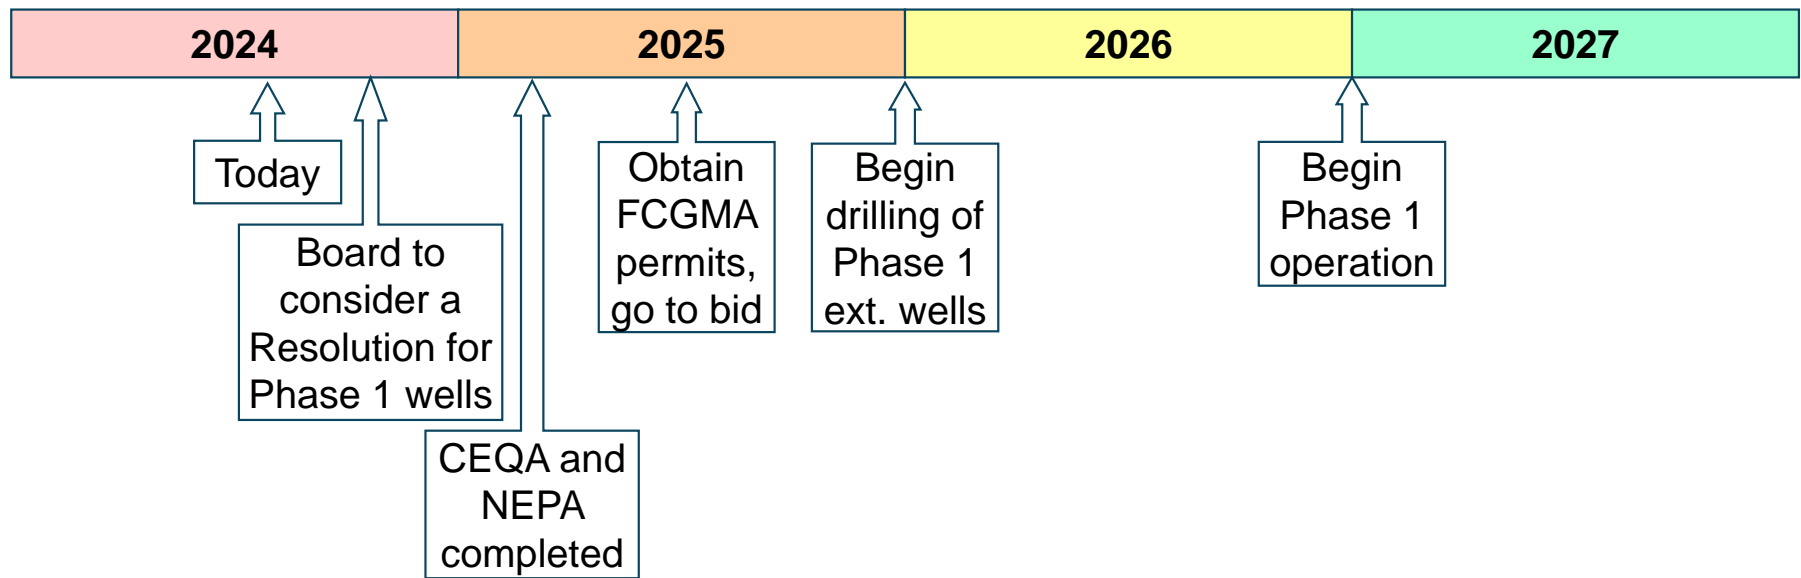 2024
2025
2026
2027
Today
Board to
consider a
Resolution for
Phase 1 wells
CEQA and
NEPA
completed
Obtain
FCGMA
permits,
go to bid
Begin
drilling of
Phase 1
ext. wells
Begin
Phase 1
operation